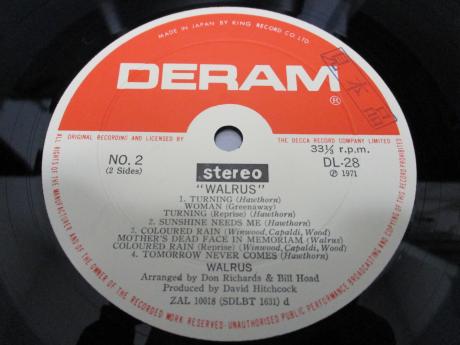 MADE IN JAPAN BY KING RECORD CO. LTD.
DERAM
®
見本品
ORIGINAL RECORDING AND LICENSED BY THE DECCA RECORD COMPANY LIMITED
NO. 2
(2 Sides)
33⅓ r.p.m.
DL-28
℗ 1971
stereo
"WALRUS"
1. TURNING (Hawthorn)
WOMAN (Greenaway)
TURNING (Reprise) (Hawthorn)
2. SUNSHINE NEEDS ME (Hawthorn)
3. COLOURED RAIN (Winwood, Capaldi, Wood)
MOTHER'S DEAD FACE IN MEMORIAM (Walrus)
COLOURED RAIN (Reprise) (Winwood, Capaldi, Wood)
4. TOMORROW NEVER COMES (Hawthorn)
WALRUS
Arranged by Don Richards & Bill Hoad
Produced by David Hitchcock
ZAL 10018 (SDLBT 1631) d
ALL RIGHTS OF THE MANUFACTURER AND OF THE OWNER OF THE RECORDED WORK RESERVED · UNAUTHORISED PUBLIC PERFORMANCE BROADCASTING AND COPYING OF THIS RECORD PROHIBITED